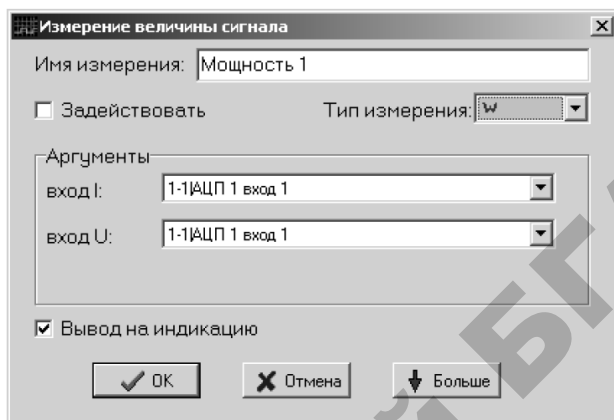 Измерение величины сигнала
Имя измерения: Мощность 1
Задействовать Тип измерения: W
Аргументы
вход I: 1-1|АЦП 1 вход 1
вход U: 1-1|АЦП 1 вход 1
Вывод на индикацию
OK Отмена Больше